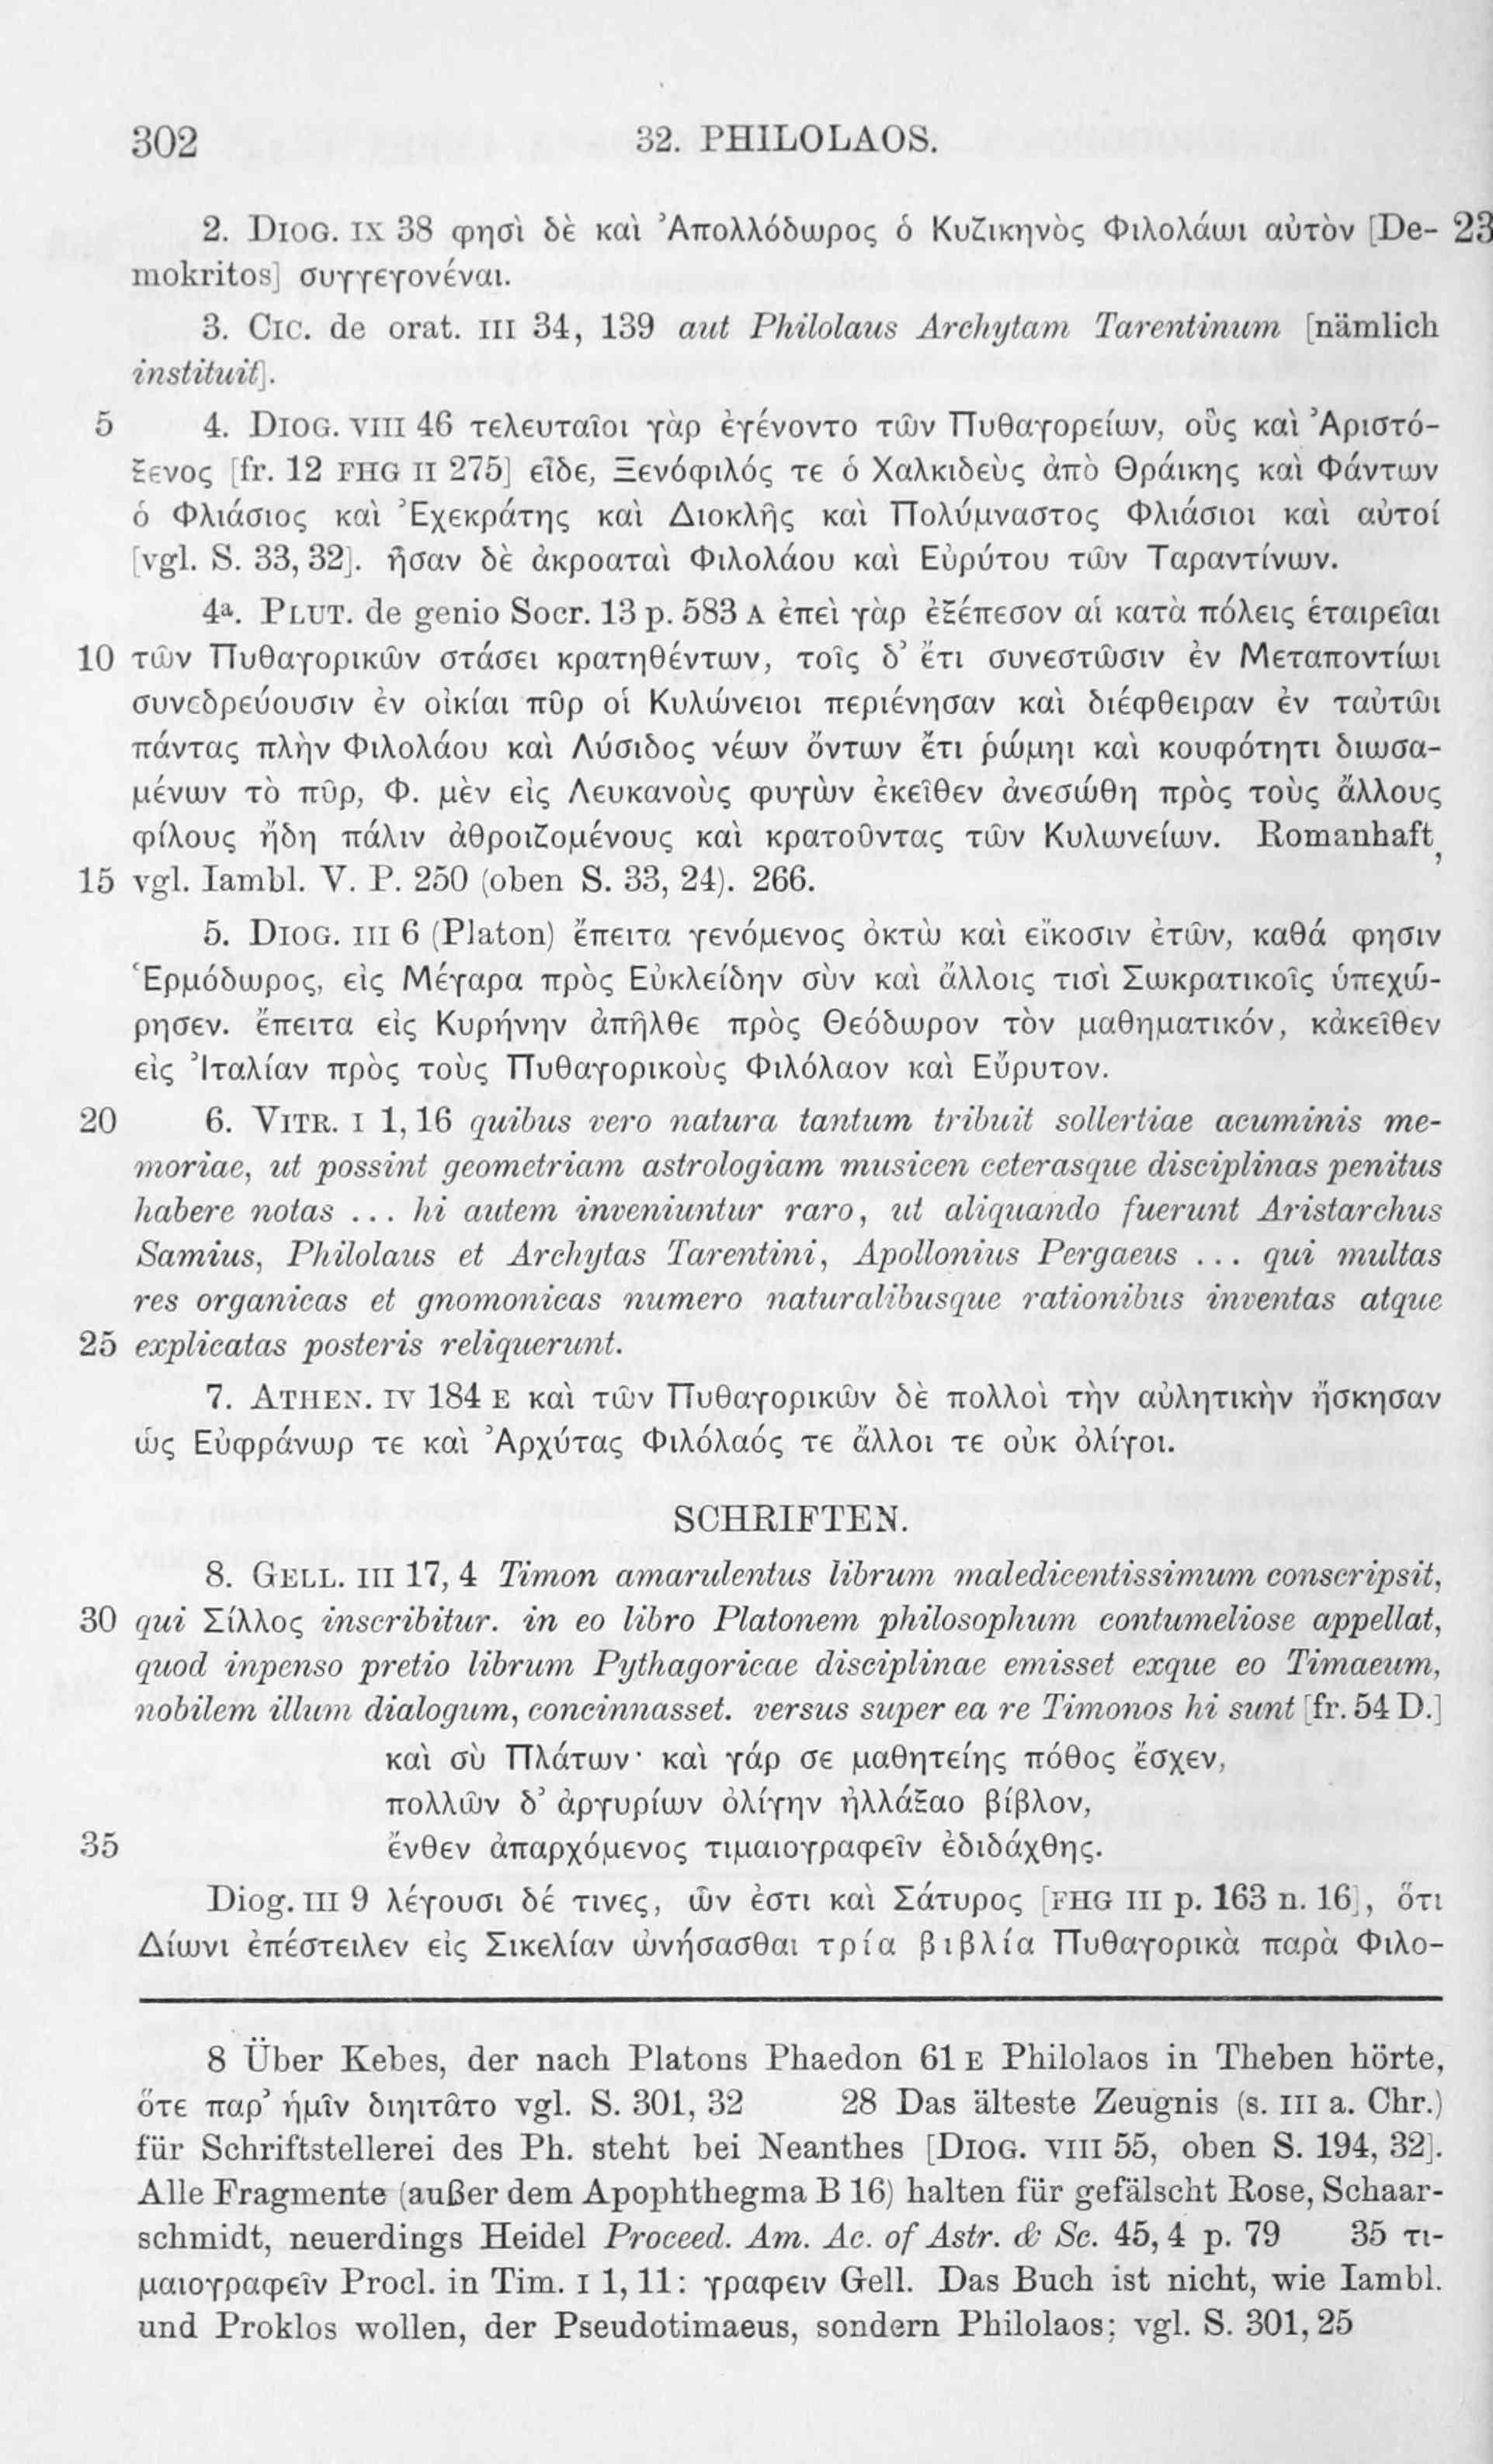 302 32. PHILOLAOS.
2. DIOG. IX 38 φησὶ δὲ καὶ Ἀπολλόδωρος ὁ Κυζικηνὸς Φιλολάωι αὐτὸν [De- 23
mokritos] συγγεγονέναι.
3. CIC. de orat. III 34, 139 aut Philolaus Archytam Tarentinum [nämlich
instituit].
5 4. DIOG. VIII 46 τελευταῖοι γὰρ ἐγένοντο τῶν Πυθαγορείων, οὓς καὶ Ἀριστό-
ξενος [fr. 12 FHG II 275] εἶδε, Ξενόφιλός τε ὁ Χαλκιδεὺς ἀπὸ Θράικης καὶ Φάντων
ὁ Φλιάσιος καὶ Ἐχεκράτης καὶ Διοκλῆς καὶ Πολύμναστος Φλιάσιοι καὶ αὐτοί
[vgl. S. 33, 32]. ἦσαν δὲ ἀκροαταὶ Φιλολάου καὶ Εὐρύτου τῶν Ταραντίνων.
4a. PLUT. de genio Socr. 13 p. 583 A ἐπεὶ γὰρ ἐξέπεσον αἱ κατὰ πόλεις ἑταιρεῖαι
10 τῶν Πυθαγορικῶν στάσει κρατηθέντων, τοῖς δ’ ἔτι συνεστῶσιν ἐν Μεταποντίωι
συνεδρεύουσιν ἐν οἰκίαι πῦρ οἱ Κυλώνειοι περιένησαν καὶ διέφθειραν ἐν ταὐτῶι
πάντας πλὴν Φιλολάου καὶ Λύσιδος νέων ὄντων ἔτι ῥώμηι καὶ κουφότητι διωσα-
μένων τὸ πῦρ, Φ. μὲν εἰς Λευκανοὺς φυγὼν ἐκεῖθεν ἀνεσώθη πρὸς τοὺς ἄλλους
φίλους ἤδη πάλιν ἀθροιζομένους καὶ κρατοῦντας τῶν Κυλωνείων. Romanhaft,
15 vgl. Iambl. V. P. 250 (oben S. 33, 24). 266.
5. DIOG. III 6 (Platon) ἔπειτα γενόμενος ὀκτὼ καὶ εἴκοσιν ἐτῶν, καθά φησιν
Ἑρμόδωρος, εἰς Μέγαρα πρὸς Εὐκλείδην σὺν καὶ ἄλλοις τισὶ Σωκρατικοῖς ὑπεχώ-
ρησεν. ἔπειτα εἰς Κυρήνην ἀπῆλθε πρὸς Θεόδωρον τὸν μαθηματικόν, κἀκεῖθεν
εἰς Ἰταλίαν πρὸς τοὺς Πυθαγορικοὺς Φιλόλαον καὶ Εὔρυτον.
20 6. VITR. I 1, 16 quibus vero natura tantum tribuit sollertiae acuminis me-
moriae, ut possint geometriam astrologiam musicen ceterasque disciplinas penitus
habere notas ... hi autem inveniuntur raro, ut aliquando fuerunt Aristarchus
Samius, Philolaus et Archytas Tarentini, Apollonius Pergaeus ... qui multas
res organicas et gnomonicas numero naturalibusque rationibus inventas atque
25 explicatas posteris reliquerunt.
7. ATHEN. IV 184 E καὶ τῶν Πυθαγορικῶν δὲ πολλοὶ τὴν αὐλητικὴν ἤσκησαν
ὡς Εὐφράνωρ τε καὶ Ἀρχύτας Φιλόλαός τε ἄλλοι τε οὐκ ὀλίγοι.
SCHRIFTEN.
8. GELL. III 17, 4 Timon amarulentus librum maledicentissimum conscripsit,
30 qui Σίλλος inscribitur. in eo libro Platonem philosophum contumeliose appellat,
quod inpenso pretio librum Pythagoricae disciplinae emisset exque eo Timaeum,
nobilem illum dialogum, concinnasset. versus super ea re Timonos hi sunt [fr. 54 D.]
καὶ σὺ Πλάτων· καὶ γάρ σε μαθητείης πόθος ἔσχεν,
πολλῶν δ’ ἀργυρίων ὀλίγην ἠλλάξαο βίβλον,
35 ἔνθεν ἀπαρχόμενος τιμαιογραφεῖν ἐδιδάχθης.
Diog. III 9 λέγουσι δέ τινες, ὧν ἐστι καὶ Σάτυρος [FHG III p. 163 n. 16], ὅτι
Δίωνι ἐπέστειλεν εἰς Σικελίαν ὠνήσασθαι τρία βιβλία Πυθαγορικὰ παρὰ Φιλο-
8 Über Kebes, der nach Platons Phaedon 61 E Philolaos in Theben hörte,
ὅτε παρ’ ἡμῖν διηιτᾶτο vgl. S. 301, 32 28 Das älteste Zeugnis (s. III a. Chr.)
für Schriftstellerei des Ph. steht bei Neanthes [DIOG. VIII 55, oben S. 194, 32].
Alle Fragmente (außer dem Apophthegma B 16) halten für gefälscht Rose, Schaar-
schmidt, neuerdings Heidel Proceed. Am. Ac. of Astr. & Sc. 45, 4 p. 79 35 τι-
μαιογραφεῖν Procl. in Tim. I 1, 11: γραφειν Gell. Das Buch ist nicht, wie Iambl.
und Proklos wollen, der Pseudotimaeus, sondern Philolaos; vgl. S. 301, 25